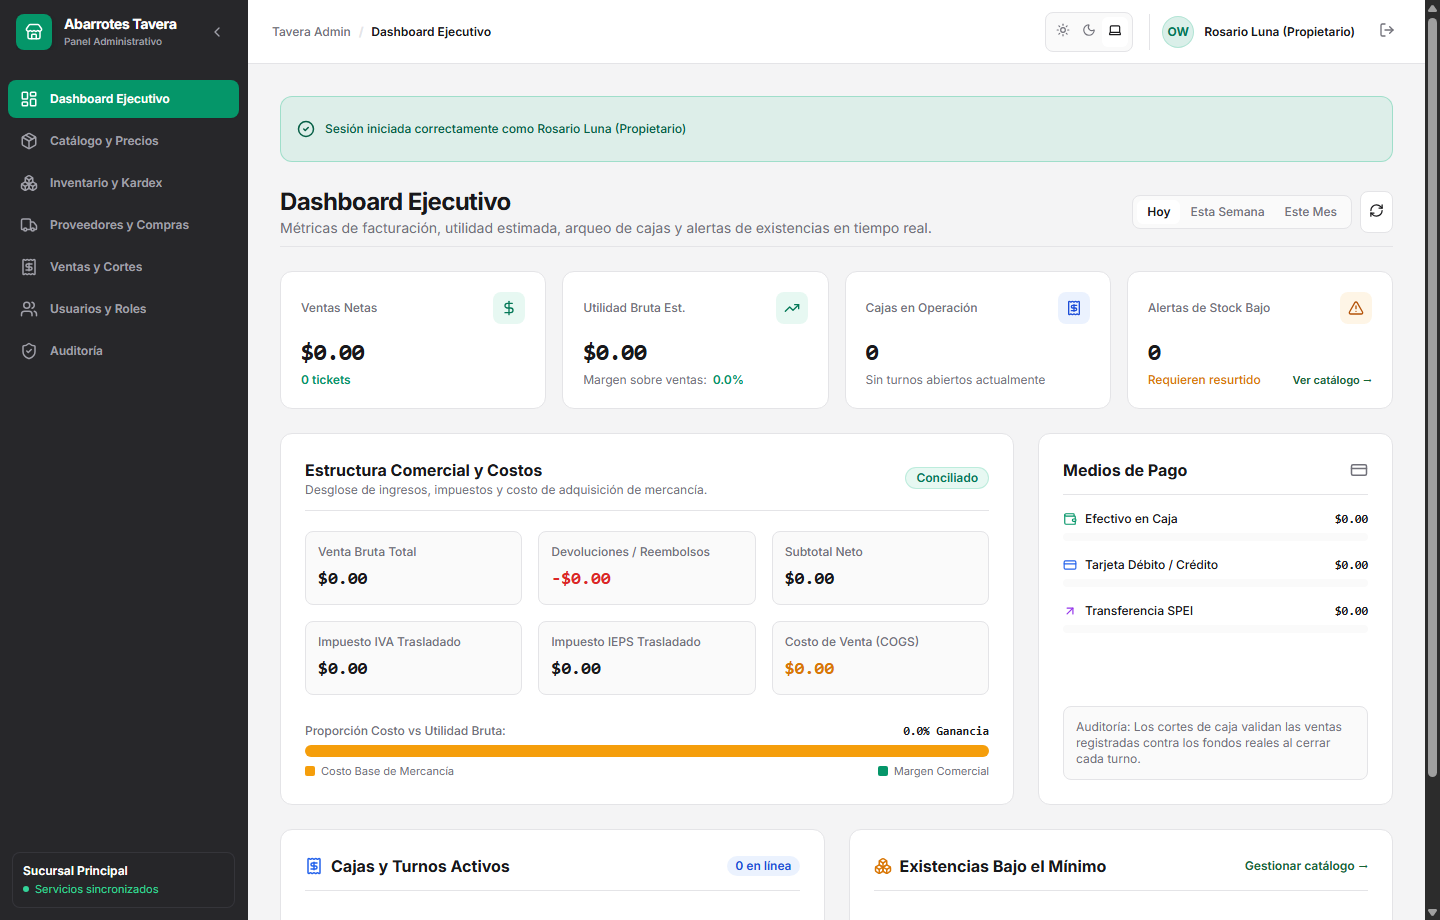 Abarrotes Tavera
Panel Administrativo
Dashboard Ejecutivo
Catálogo y Precios
Inventario y Kardex
Proveedores y Compras
Ventas y Cortes
Usuarios y Roles
Auditoría
Sucursal Principal
Servicios sincronizados
Tavera Admin / Dashboard Ejecutivo
OW Rosario Luna (Propietario)
Sesión iniciada correctamente como Rosario Luna (Propietario)
Dashboard Ejecutivo
Métricas de facturación, utilidad estimada, arqueo de cajas y alertas de existencias en tiempo real.
Hoy Esta Semana Este Mes
Ventas Netas
$0.00
0 tickets
Utilidad Bruta Est.
$0.00
Margen sobre ventas: 0.0%
Cajas en Operación
0
Sin turnos abiertos actualmente
Alertas de Stock Bajo
0
Requieren resurtido Ver catálogo →
Estructura Comercial y Costos
Desglose de ingresos, impuestos y costo de adquisición de mercancía.
Conciliado
Venta Bruta Total
$0.00
Devoluciones / Reembolsos
-$0.00
Subtotal Neto
$0.00
Impuesto IVA Trasladado
$0.00
Impuesto IEPS Trasladado
$0.00
Costo de Venta (COGS)
$0.00
Proporción Costo vs Utilidad Bruta: 0.0% Ganancia
Costo Base de Mercancía Margen Comercial
Medios de Pago
Efectivo en Caja $0.00
Tarjeta Débito / Crédito $0.00
Transferencia SPEI $0.00
Auditoría: Los cortes de caja validan las ventas
registradas contra los fondos reales al cerrar
cada turno.
Cajas y Turnos Activos 0 en línea
Existencias Bajo el Mínimo Gestionar catálogo →